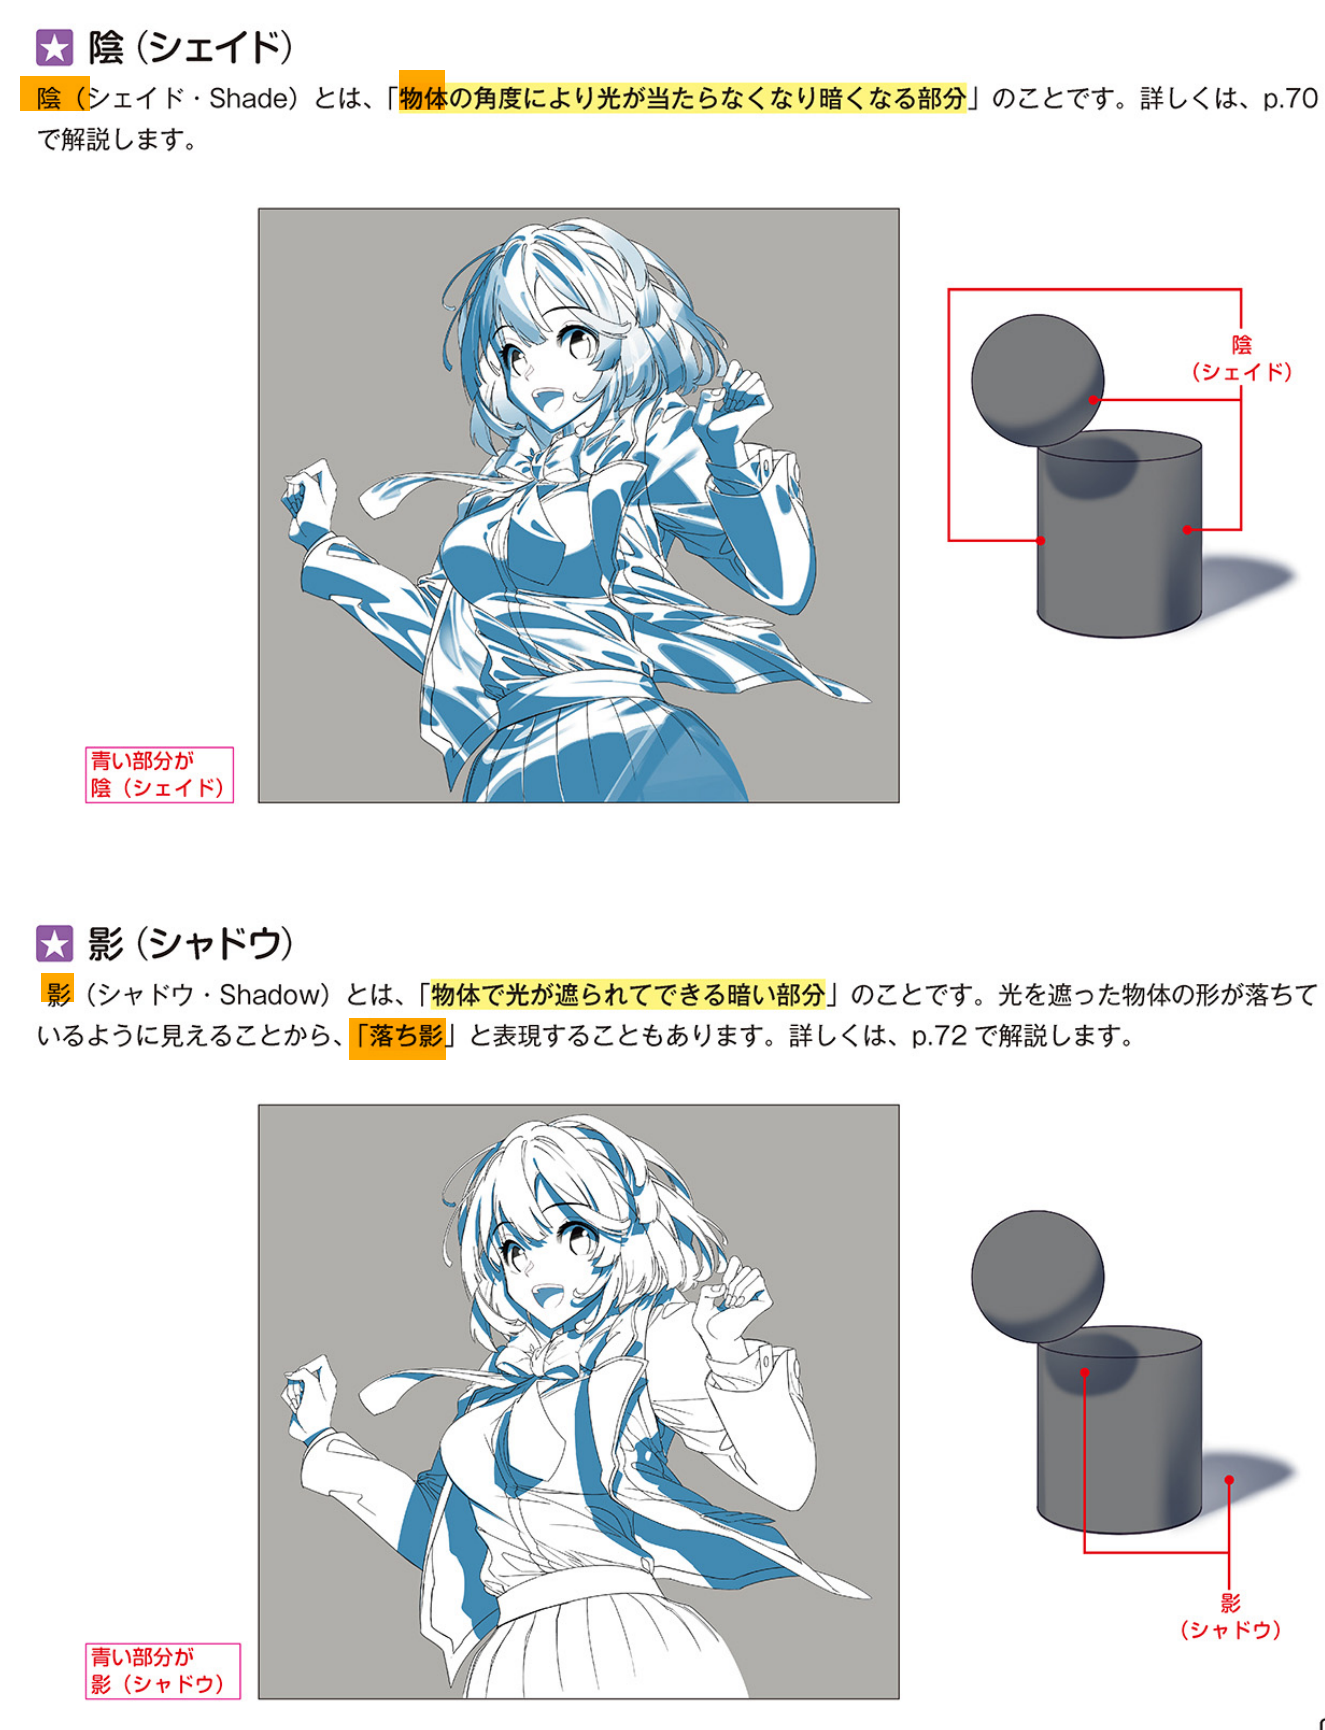 陰（シェイド）
陰（シェイド・Shade）とは、「物体の角度により光が当たらなくなり暗くなる部分」のことです。詳しくは、p.70
で解説します。
陰
（シェイド）
青い部分が
陰（シェイド）
影（シャドウ）
影（シャドウ・Shadow）とは、「物体で光が遮られてできる暗い部分」のことです。光を遮った物体の形が落ちて
いるように見えることから、「落ち影」と表現することもあります。詳しくは、p.72 で解説します。
影
（シャドウ）
青い部分が
影（シャドウ）